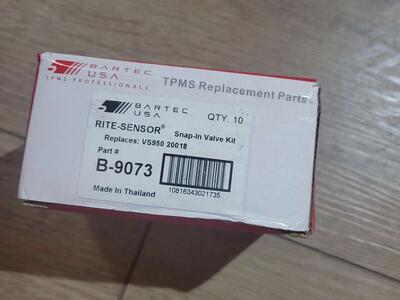 BARTEC
USA
TPMS PROFESSIONALS
TPMS Replacement Parts
BARTEC
USA
QTY. 10
RITE-SENSOR® Snap-In Valve Kit
Replaces: VS950 20018
Part #
B-9073
Made In Thailand
10816343021735